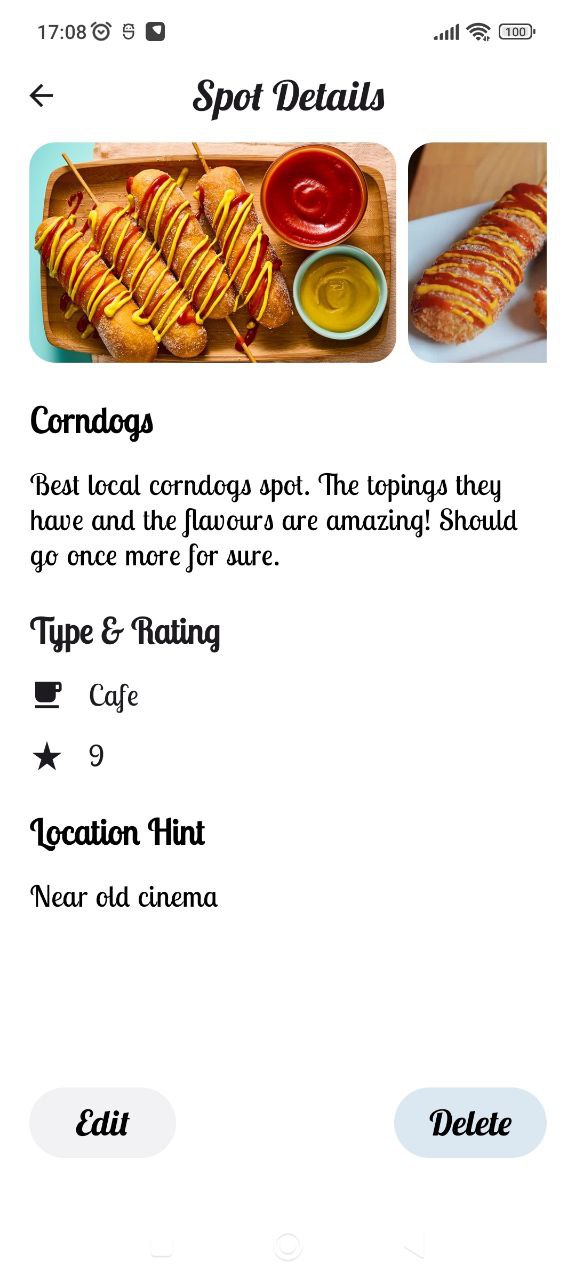 17:08
100
Spot Details
Corndogs
Best local corndogs spot. The topings they
have and the flavours are amazing! Should
go once more for sure.
Type & Rating
Cafe
9
Location Hint
Near old cinema
Edit
Delete